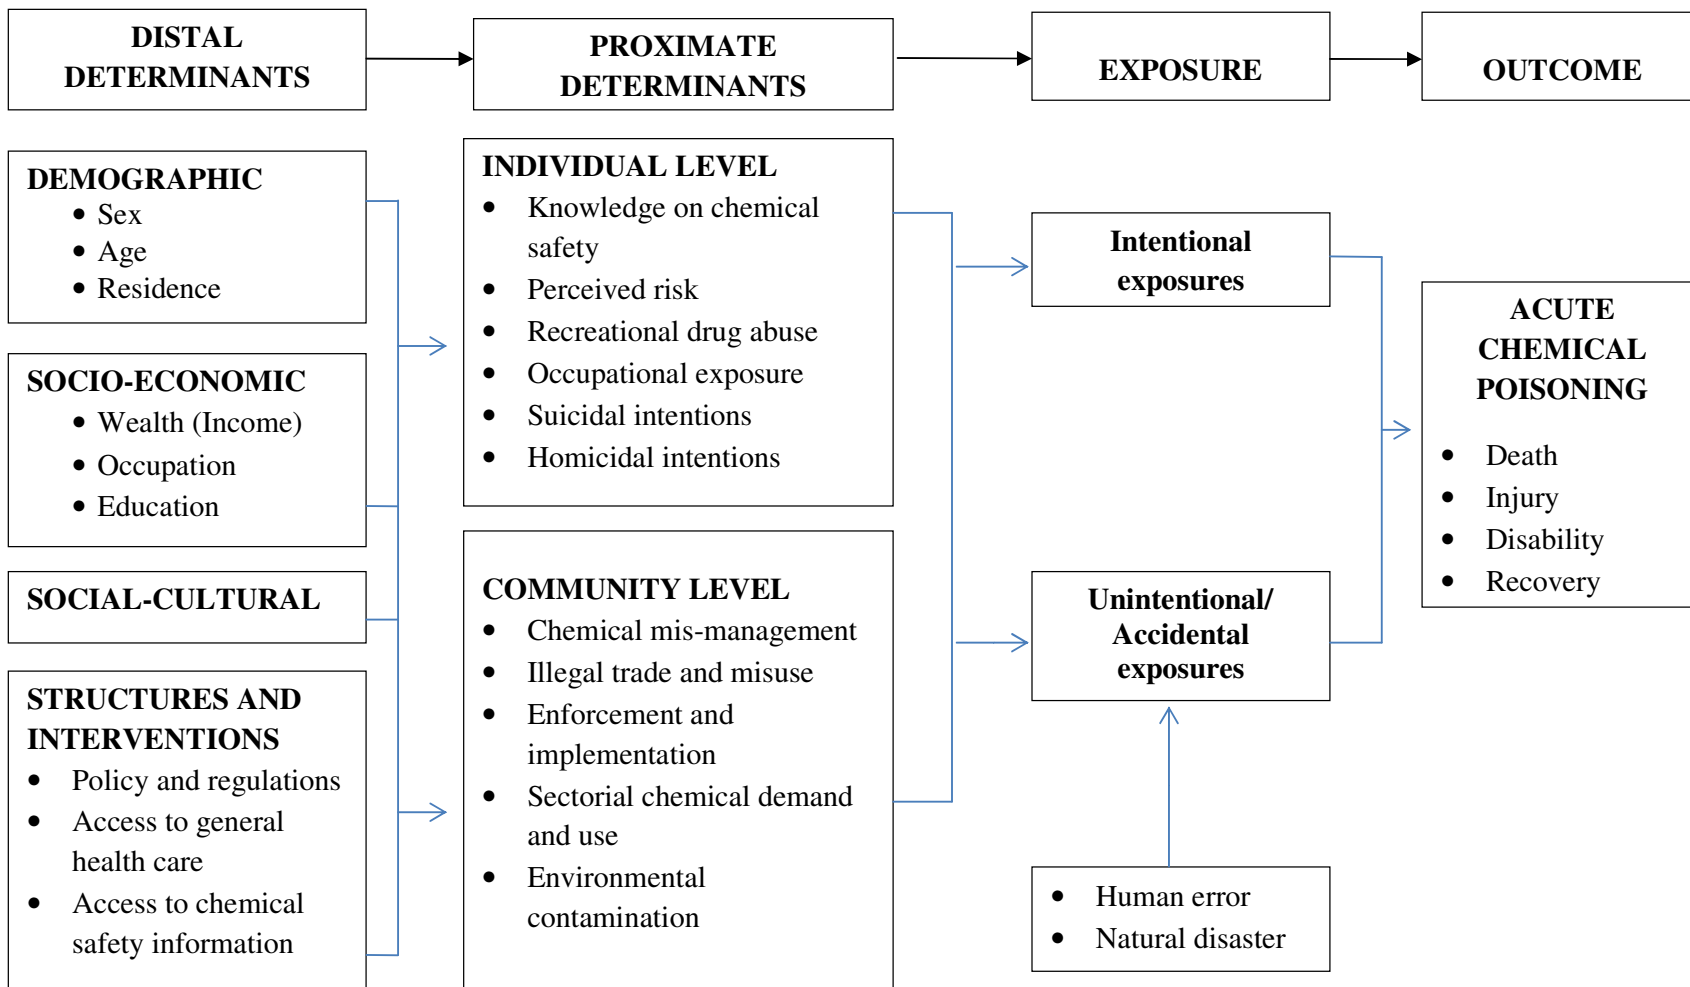 DISTAL
DETERMINANTS
PROXIMATE
DETERMINANTS
EXPOSURE
OUTCOME
DEMOGRAPHIC
• Sex
• Age
• Residence
SOCIO-ECONOMIC
• Wealth (Income)
• Occupation
• Education
SOCIAL-CULTURAL
STRUCTURES AND
INTERVENTIONS
• Policy and regulations
• Access to general
health care
• Access to chemical
safety information
INDIVIDUAL LEVEL
• Knowledge on chemical
safety
• Perceived risk
• Recreational drug abuse
• Occupational exposure
• Suicidal intentions
• Homicidal intentions
COMMUNITY LEVEL
• Chemical mis-management
• Illegal trade and misuse
• Enforcement and
implementation
• Sectorial chemical demand
and use
• Environmental
contamination
Intentional
exposures
Unintentional/
Accidental
exposures
• Human error
• Natural disaster
ACUTE
CHEMICAL
POISONING
• Death
• Injury
• Disability
• Recovery